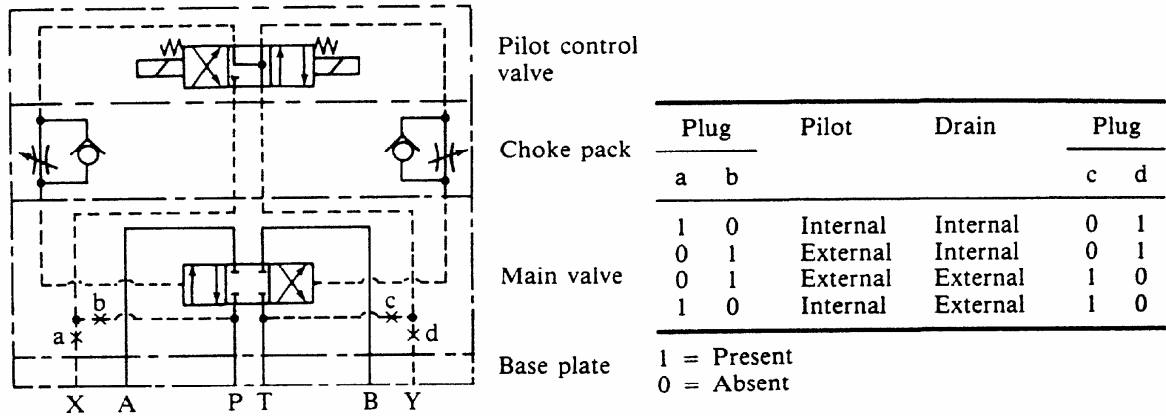 Pilot control
valve
Choke pack
Main valve
b
c
a
d
Base plate
X A P T B Y
Plug Pilot Drain Plug
a b c d
1 0 Internal Internal 0 1
0 1 External Internal 0 1
0 1 External External 1 0
1 0 Internal External 1 0
1 = Present
0 = Absent